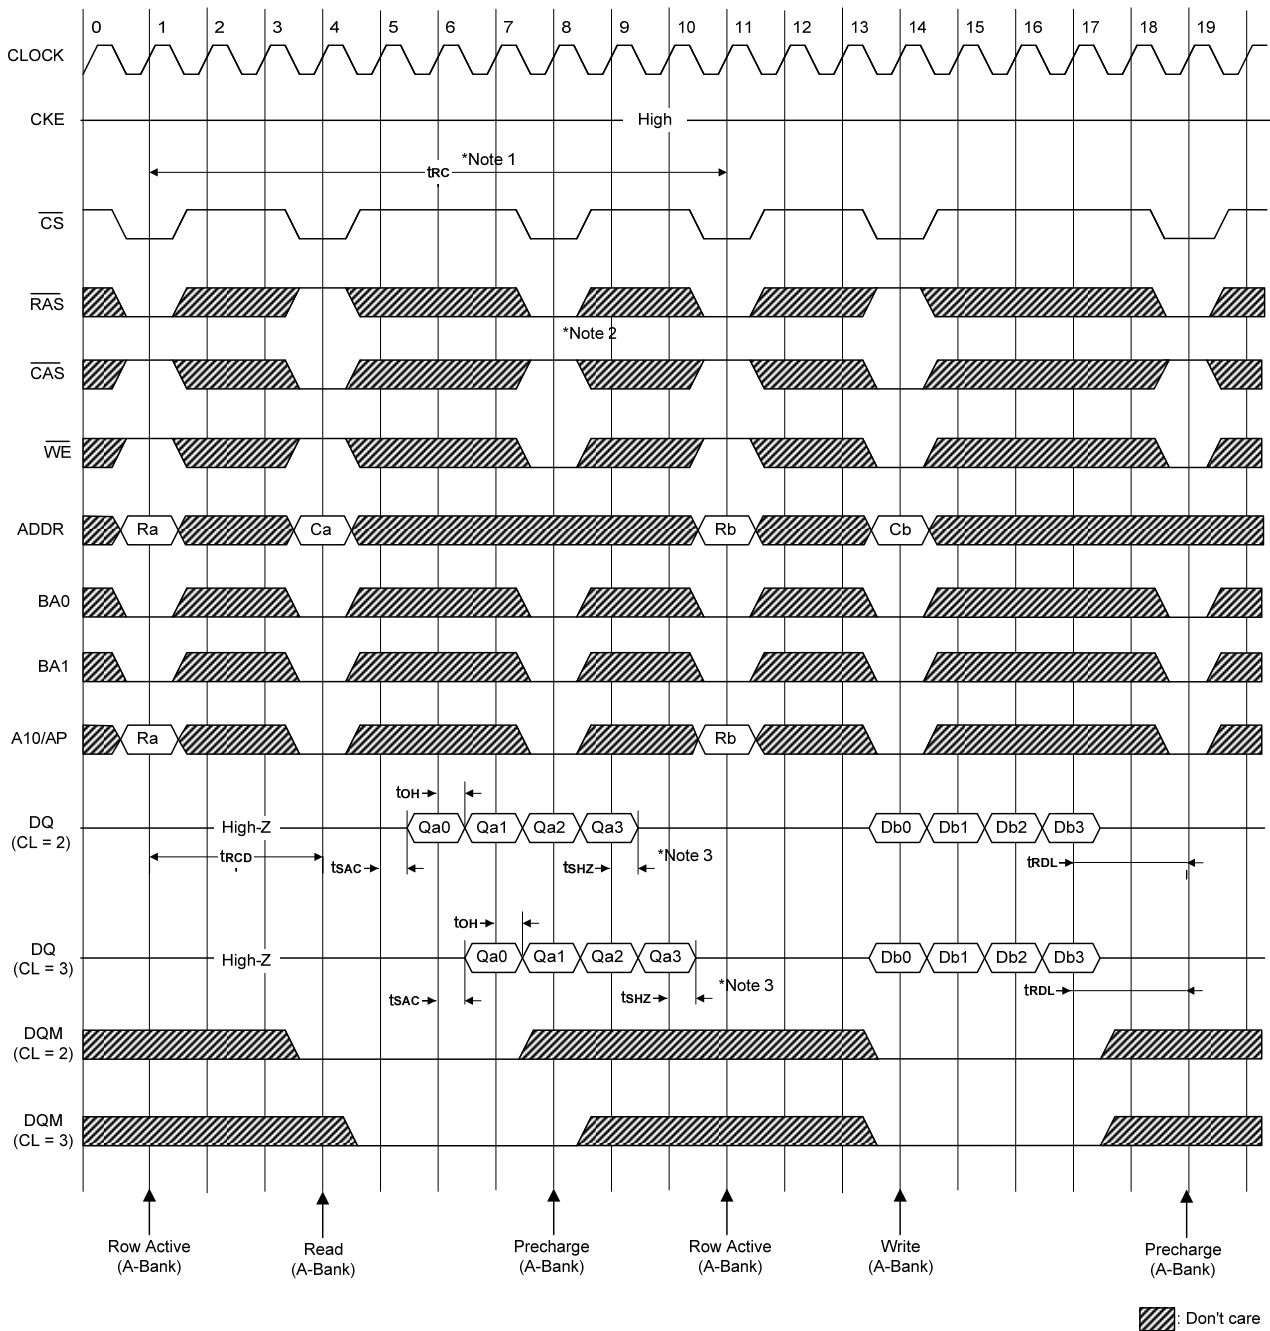 0 1 2 3 4 5 6 7 8 9 10 11 12 13 14 15 16 17 18 19
CLOCK
CKE High
*Note 1
tRC
CS
RAS
*Note 2
CAS
WE
ADDR Ra Ca Rb Cb
BA0
BA1
A10/AP Ra Rb
tOH
DQ
(CL = 2)
High-Z Qa0 Qa1 Qa2 Qa3 Db0 Db1 Db2 Db3
tRCD tSAC tSHZ *Note 3 tRDL
tOH
DQ
(CL = 3)
High-Z Qa0 Qa1 Qa2 Qa3 Db0 Db1 Db2 Db3
tSAC tSHZ *Note 3 tRDL
DQM
(CL = 2)
DQM
(CL = 3)
Row Active
(A-Bank)
Read
(A-Bank)
Precharge
(A-Bank)
Row Active
(A-Bank)
Write
(A-Bank)
Precharge
(A-Bank)
: Don't care